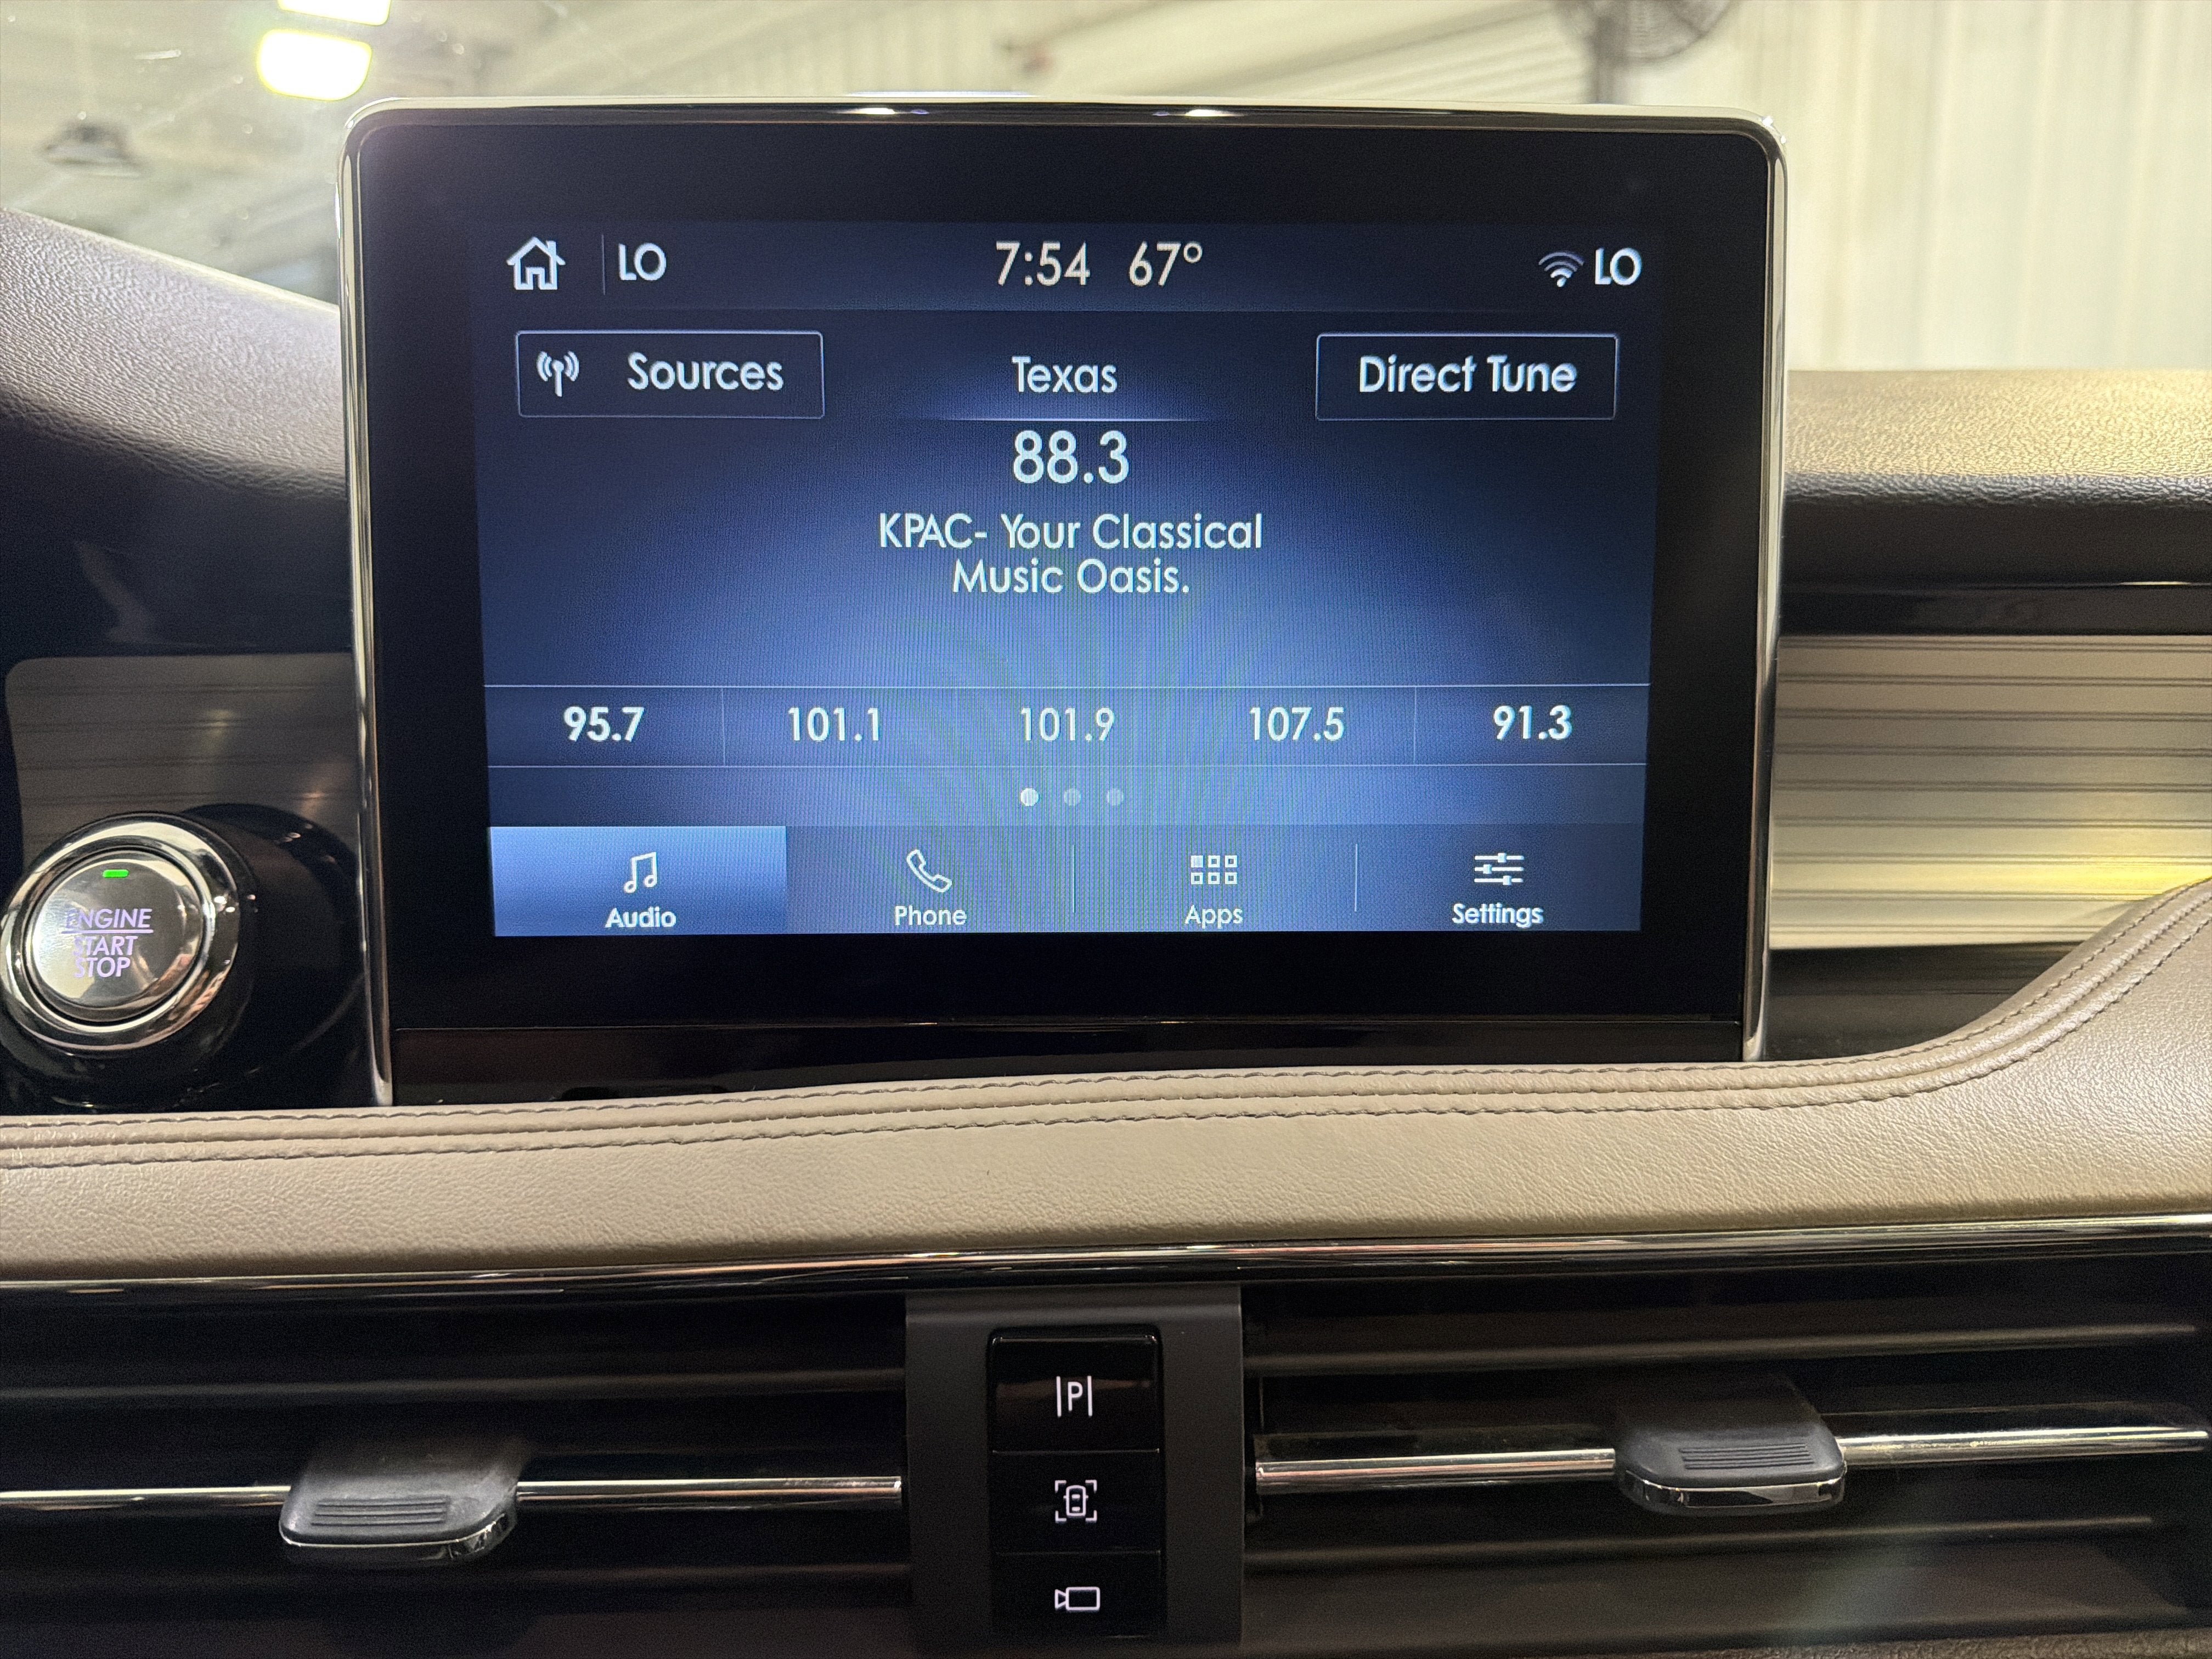 LO 7:54 67° LO
Sources Texas Direct Tune
88.3
KPAC- Your Classical
Music Oasis.
95.7 101.1 101.9 107.5 91.3
Audio Phone Apps Settings
ENGINE
START
STOP
|P|